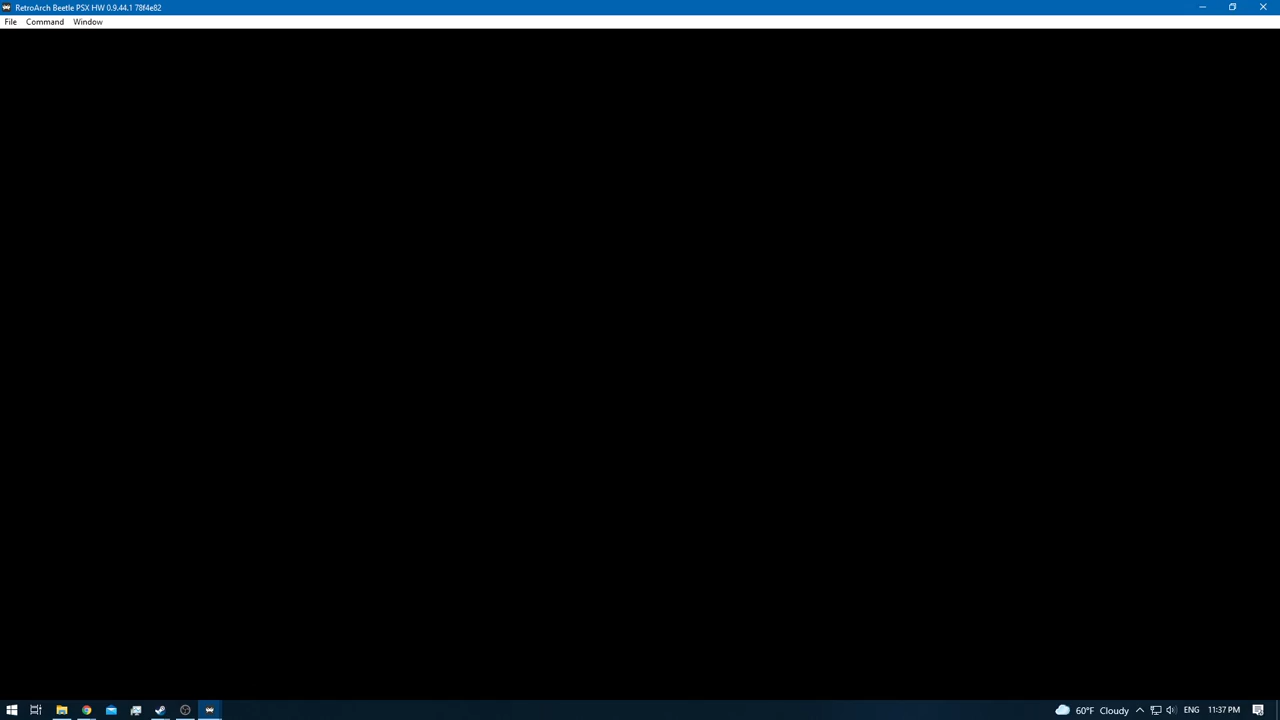 RetroArch Beetle PSX HW 0.9.44.1 78f4e82
File Command Window
60°F Cloudy ENG 11:37 PM